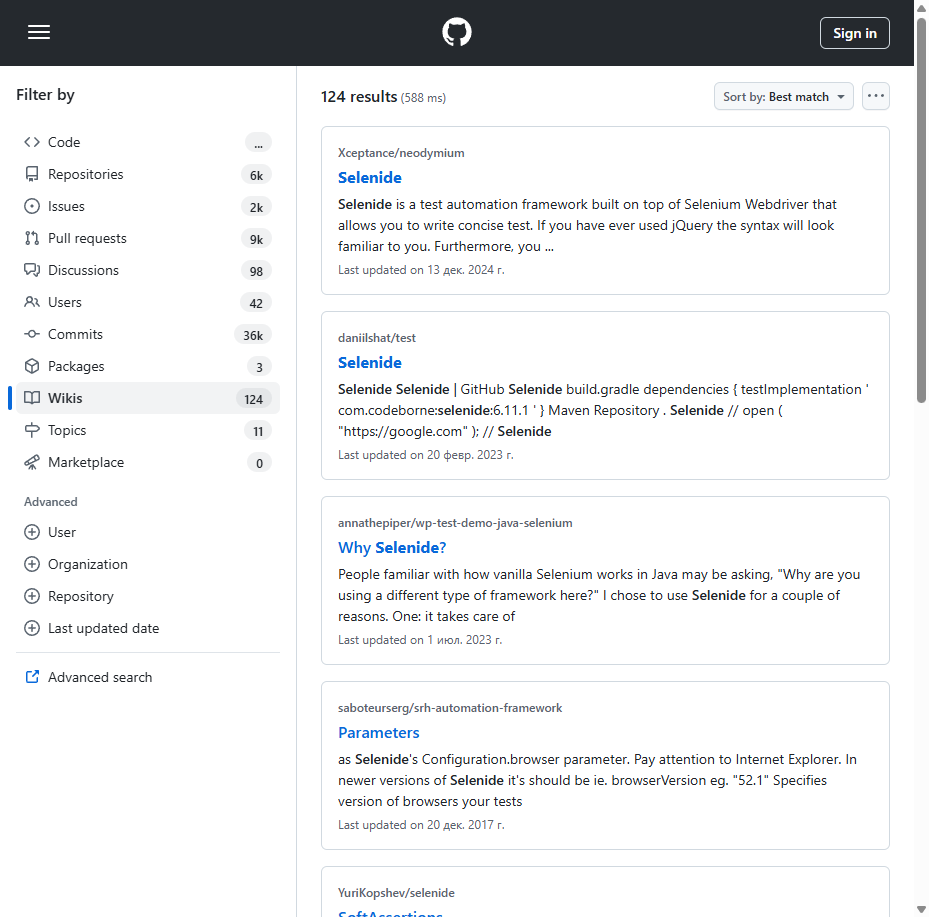 Sign in
Filter by
Code
...
Repositories
6k
Issues
2k
Pull requests
9k
Discussions
98
Users
42
Commits
36k
Packages
3
Wikis
124
Topics
11
Marketplace
0
Advanced
User
Organization
Repository
Last updated date
Advanced search
124 results (588 ms)
Sort by: Best match
Xceptance/neodymium
Selenide
Selenide is a test automation framework built on top of Selenium Webdriver that
allows you to write concise test. If you have ever used jQuery the syntax will look
familiar to you. Furthermore, you ...
Last updated on 13 дек. 2024 г.
daniilshat/test
Selenide
Selenide Selenide | GitHub Selenide build.gradle dependencies { testImplementation '
com.codeborne:selenide:6.11.1 ' } Maven Repository . Selenide // open (
"https://google.com" ); // Selenide
Last updated on 20 февр. 2023 г.
annathepiper/wp-test-demo-java-selenium
Why Selenide?
People familiar with how vanilla Selenium works in Java may be asking, "Why are you
using a different type of framework here?" I chose to use Selenide for a couple of
reasons. One: it takes care of
Last updated on 1 июл. 2023 г.
saboteurserg/srh-automation-framework
Parameters
as Selenide's Configuration.browser parameter. Pay attention to Internet Explorer. In
newer versions of Selenide it's should be ie. browserVersion eg. "52.1" Specifies
version of browsers your tests
Last updated on 20 дек. 2017 г.
YuriKopshev/selenide
SoftAssertions